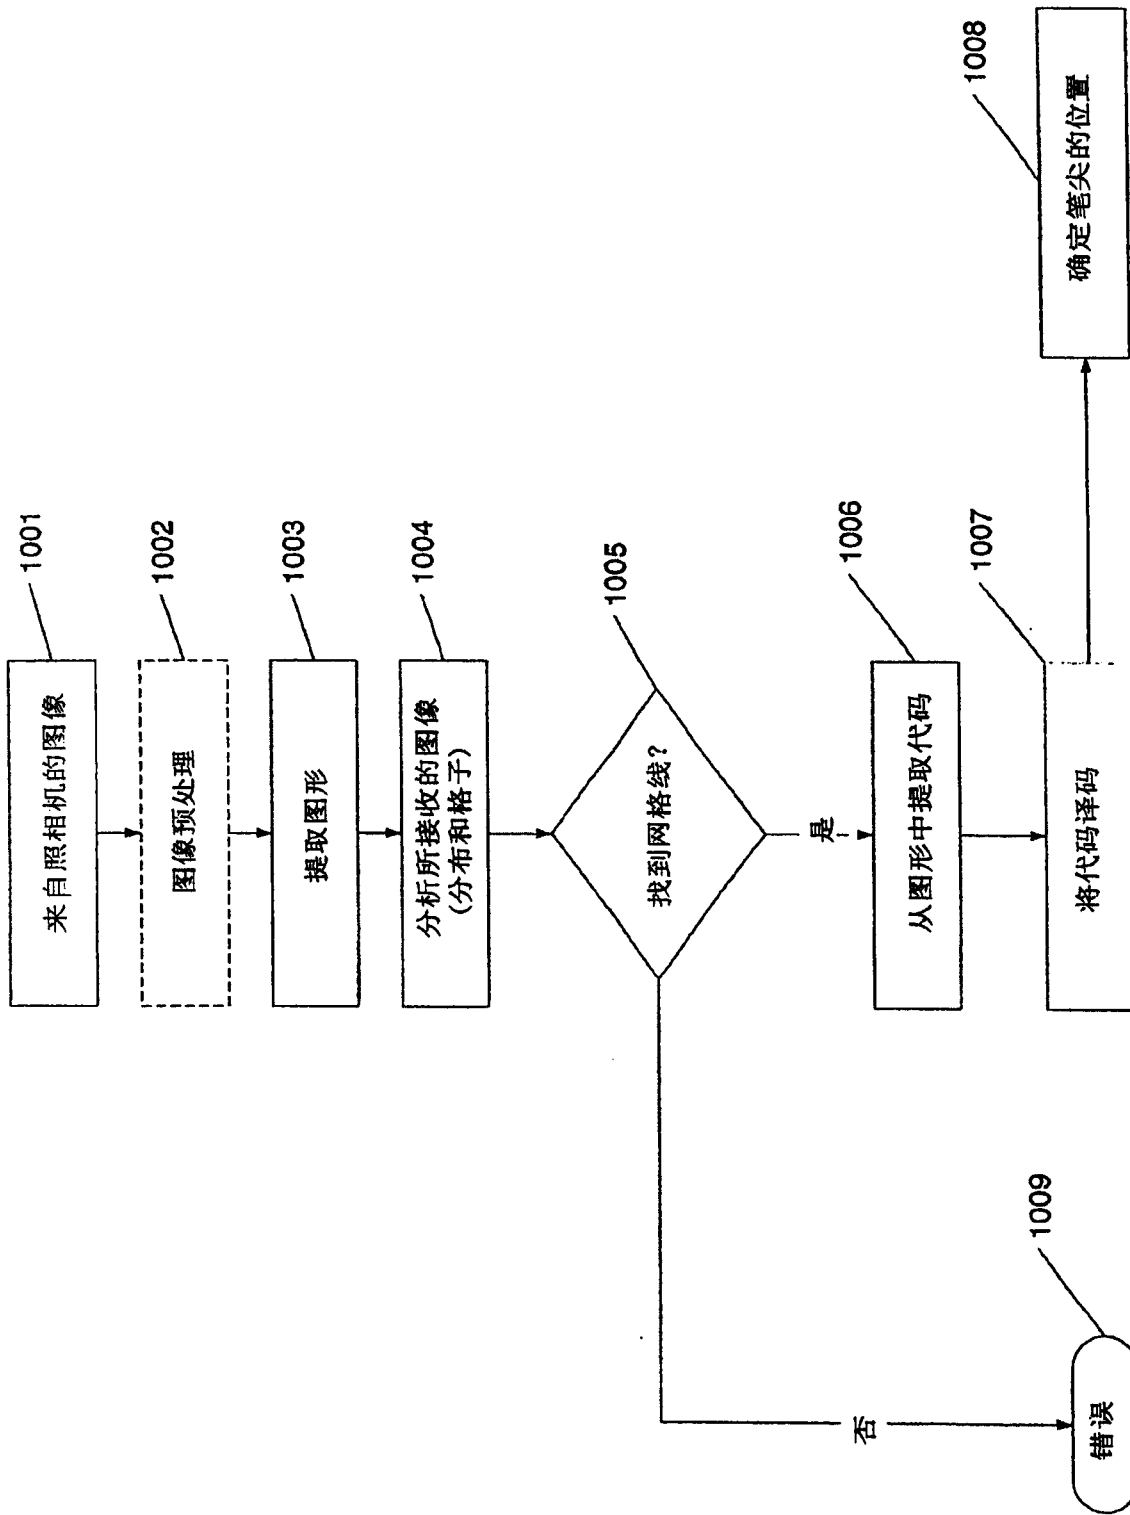 1001
来自照相机的图像
1002
图像预处理
1003
提取图形
1004
分析所接收的图像
(分布和格子)
1005
找到网格线?
是
否
1006
从图形中提取代码
1007
将代码译码
1008
确定笔尖的位置
1009
错误